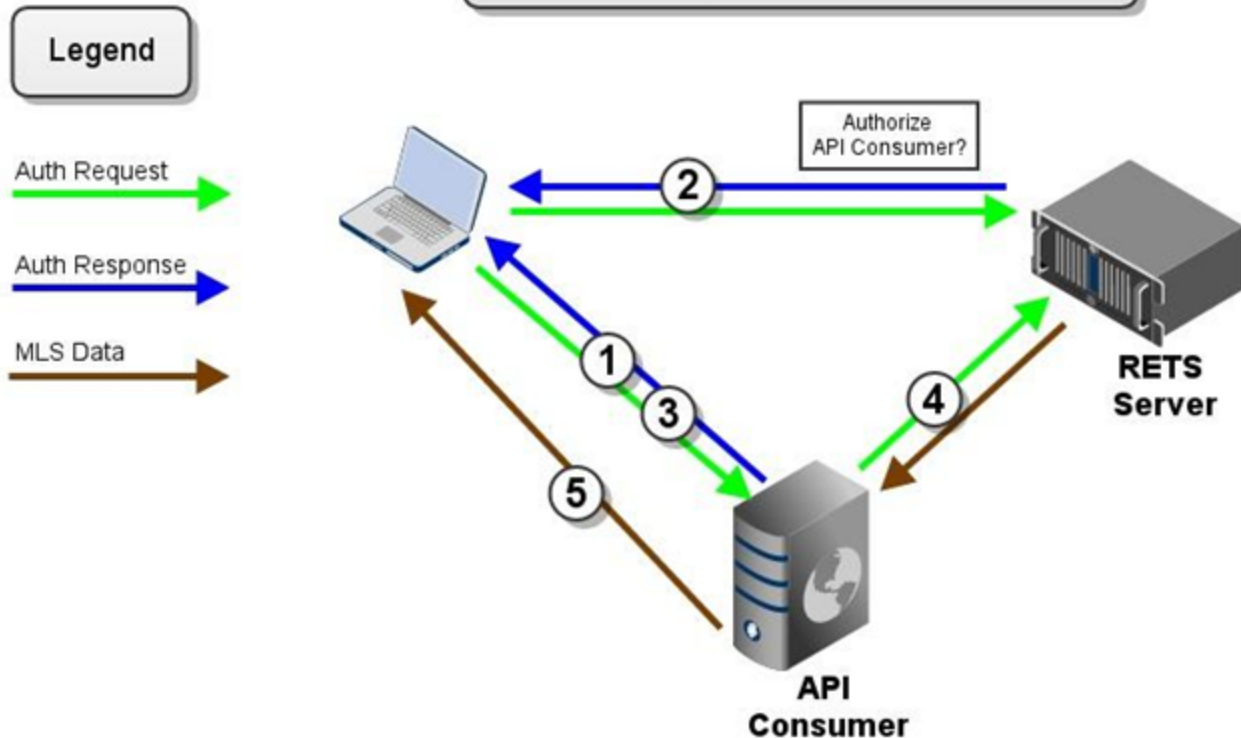 Legend
Auth Request
Auth Response
MLS Data
Authorize
API Consumer?
2
1
3
4
5
RETS
Server
API
Consumer